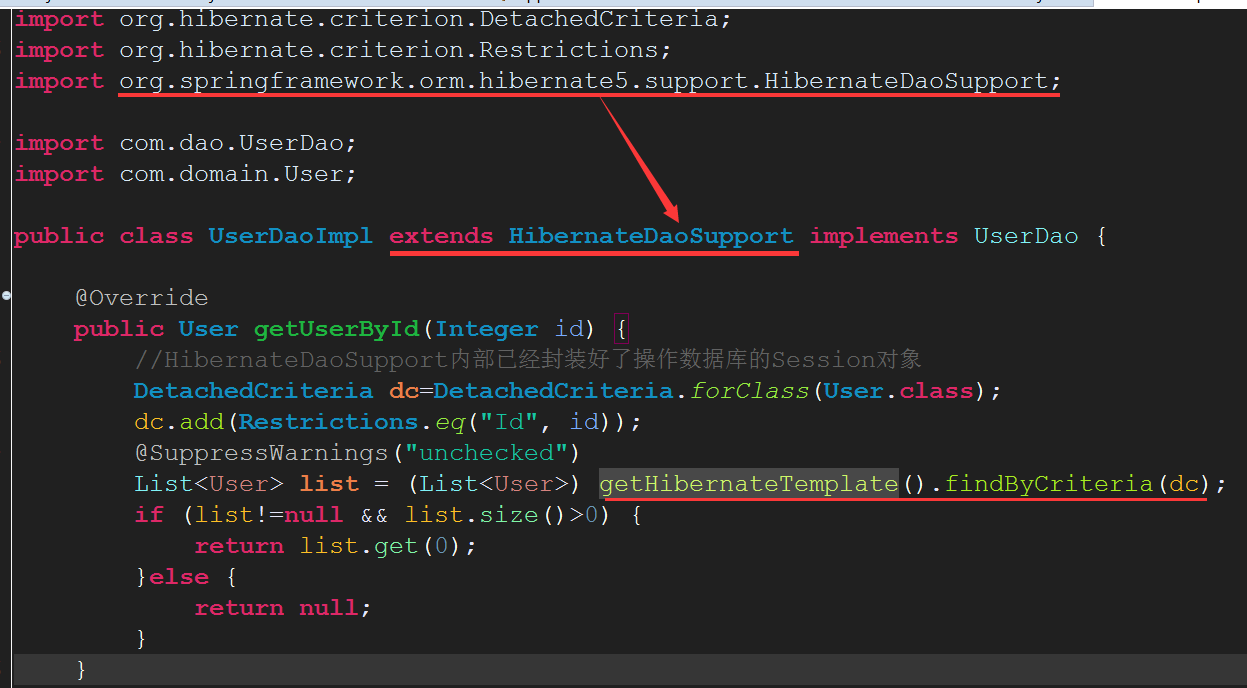 import org.hibernate.criterion.DetachedCriteria;
import org.hibernate.criterion.Restrictions;
import org.springframework.orm.hibernate5.support.HibernateDaoSupport;
import com.dao.UserDao;
import com.domain.User;
public class UserDaoImpl extends HibernateDaoSupport implements UserDao {
@Override
public User getUserById(Integer id) {
//HibernateDaoSupport内部已经封装好了操作数据库的Session对象
DetachedCriteria dc=DetachedCriteria.forClass(User.class);
dc.add(Restrictions.eq("Id", id));
@SuppressWarnings("unchecked")
List<User> list = (List<User>) getHibernateTemplate().findByCriteria(dc);
if (list!=null && list.size()>0) {
return list.get(0);
}else {
return null;
}
}